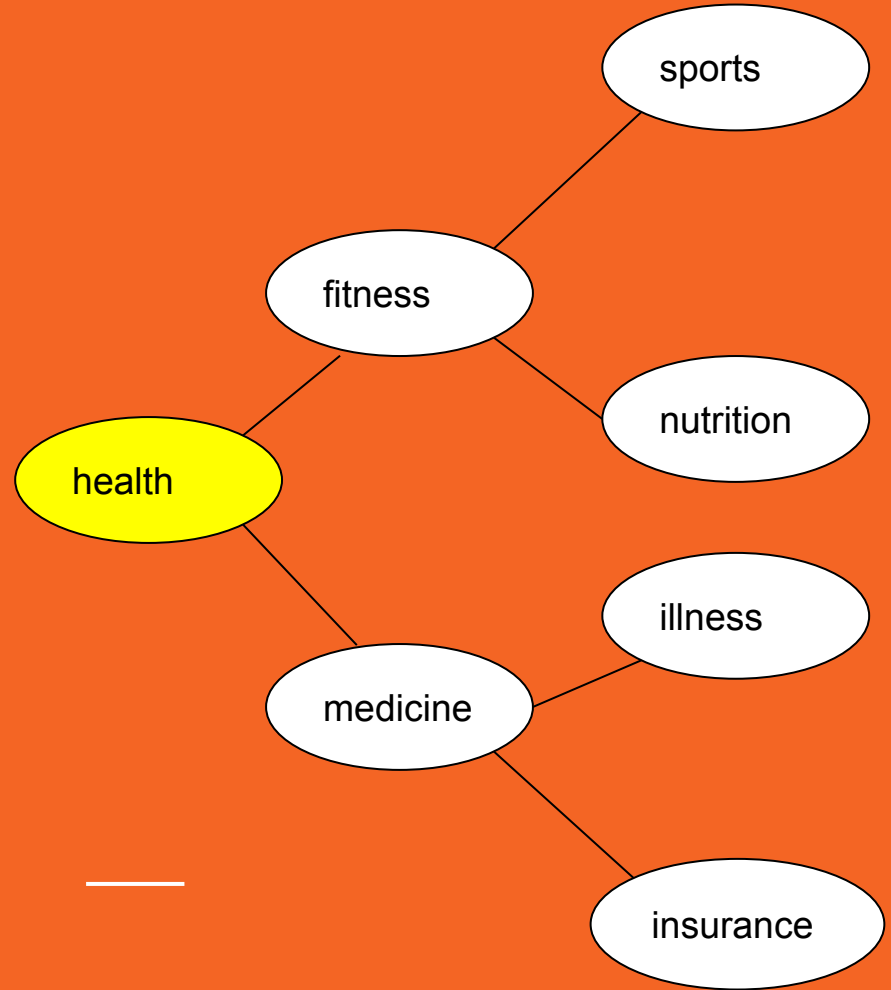 sports
fitness
nutrition
health
illness
medicine
insurance